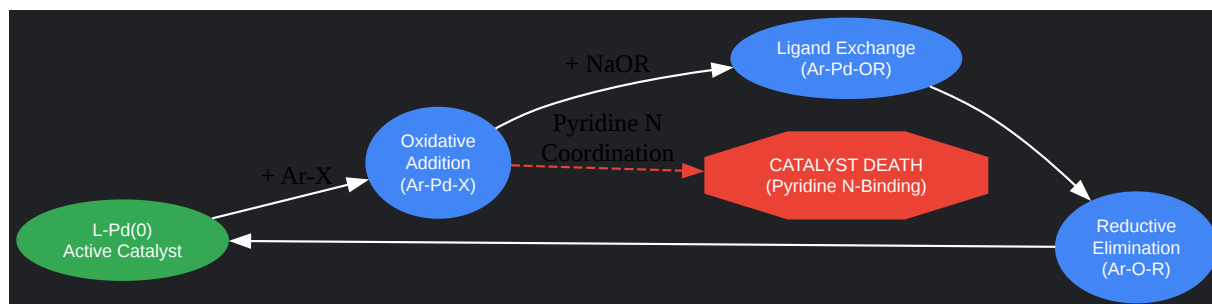 L-Pd(0)
Active Catalyst
+ Ar-X
Oxidative
Addition
(Ar-Pd-X)
+ NaOR
Ligand Exchange
(Ar-Pd-OR)
Pyridine N
Coordination
CATALYST DEATH
(Pyridine N-Binding)
Reductive
Elimination
(Ar-O-R)